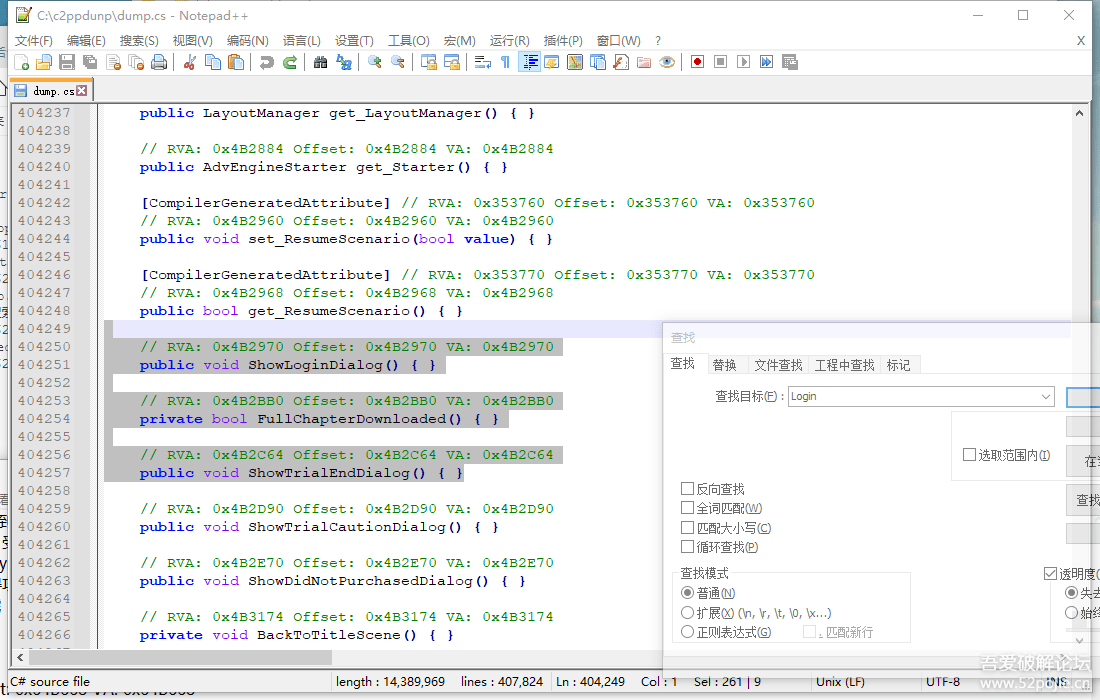 C:\c2ppdunp\dump.cs - Notepad++
文件(F) 编辑(E) 搜索(S) 视图(V) 编码(N) 语言(L) 设置(T) 工具(O) 宏(M) 运行(R) 插件(P) 窗口(W) ? X
dump.cs
404237 public LayoutManager get_LayoutManager() { }
404238
404239 // RVA: 0x4B2884 Offset: 0x4B2884 VA: 0x4B2884
404240 public AdvEngineStarter get_Starter() { }
404241
404242 [CompilerGeneratedAttribute] // RVA: 0x353760 Offset: 0x353760 VA: 0x353760
404243 // RVA: 0x4B2960 Offset: 0x4B2960 VA: 0x4B2960
404244 public void set_ResumeScenario(bool value) { }
404245
404246 [CompilerGeneratedAttribute] // RVA: 0x353770 Offset: 0x353770 VA: 0x353770
404247 // RVA: 0x4B2968 Offset: 0x4B2968 VA: 0x4B2968
404248 public bool get_ResumeScenario() { }
404249
404250 // RVA: 0x4B2970 Offset: 0x4B2970 VA: 0x4B2970
404251 public void ShowLoginDialog() { }
404252
404253 // RVA: 0x4B2BB0 Offset: 0x4B2BB0 VA: 0x4B2BB0
404254 private bool FullChapterDownloaded() { }
404255
404256 // RVA: 0x4B2C64 Offset: 0x4B2C64 VA: 0x4B2C64
404257 public void ShowTrialEndDialog() { }
404258
404259 // RVA: 0x4B2D90 Offset: 0x4B2D90 VA: 0x4B2D90
404260 public void ShowTrialCautionDialog() { }
404261
404262 // RVA: 0x4B2E70 Offset: 0x4B2E70 VA: 0x4B2E70
404263 public void ShowDidNotPurchasedDialog() { }
404264
404265 // RVA: 0x4B3174 Offset: 0x4B3174 VA: 0x4B3174
404266 private void BackToTitleScene() { }
查找
查找 替换 文件查找 工程中查找 标记
查找目标(F)： Login
选取范围内(I)
反向查找
全词匹配(W)
匹配大小写(C)
循环查找(P)
查找模式
普通(N)
扩展(X) (\n, \r, \t, \0, \x...)
正则表达式(G) . 匹配新行
查找
透明度(
失去
始终
C# source file length : 14,389,969 lines : 407,824 Ln : 404,249 Col : 1 Sel : 261 | 9 Unix (LF) UTF-8 INS
吾爱破解论坛
www.52pojie.cn